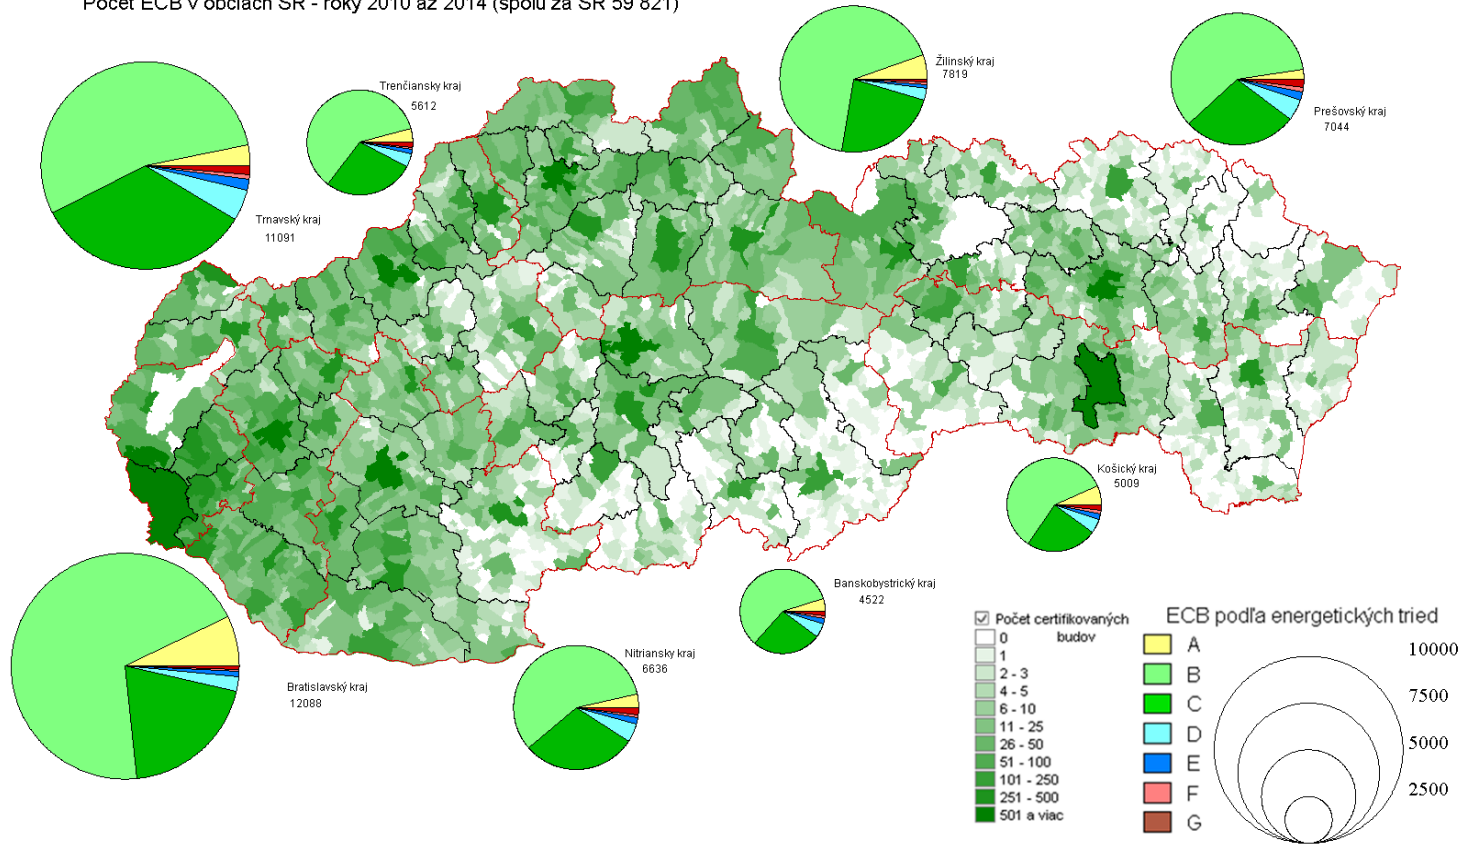 Počet ECB v obciach SR - roky 2010 až 2014 (spolu za SR 59 821)
Trenčiansky kraj
5612
Žilinský kraj
7819
Prešovský kraj
7044
Trnavský kraj
11091
Košický kraj
5009
Banskobystrický kraj
4522
Nitriansky kraj
6636
Bratislavský kraj
12088
Počet certifikovaných
budov
0
1
2 - 3
4 - 5
6 - 10
11 - 25
26 - 50
51 - 100
101 - 250
251 - 500
501 a viac
ECB podľa energetických tried
A
B
C
D
E
F
G
10000
7500
5000
2500